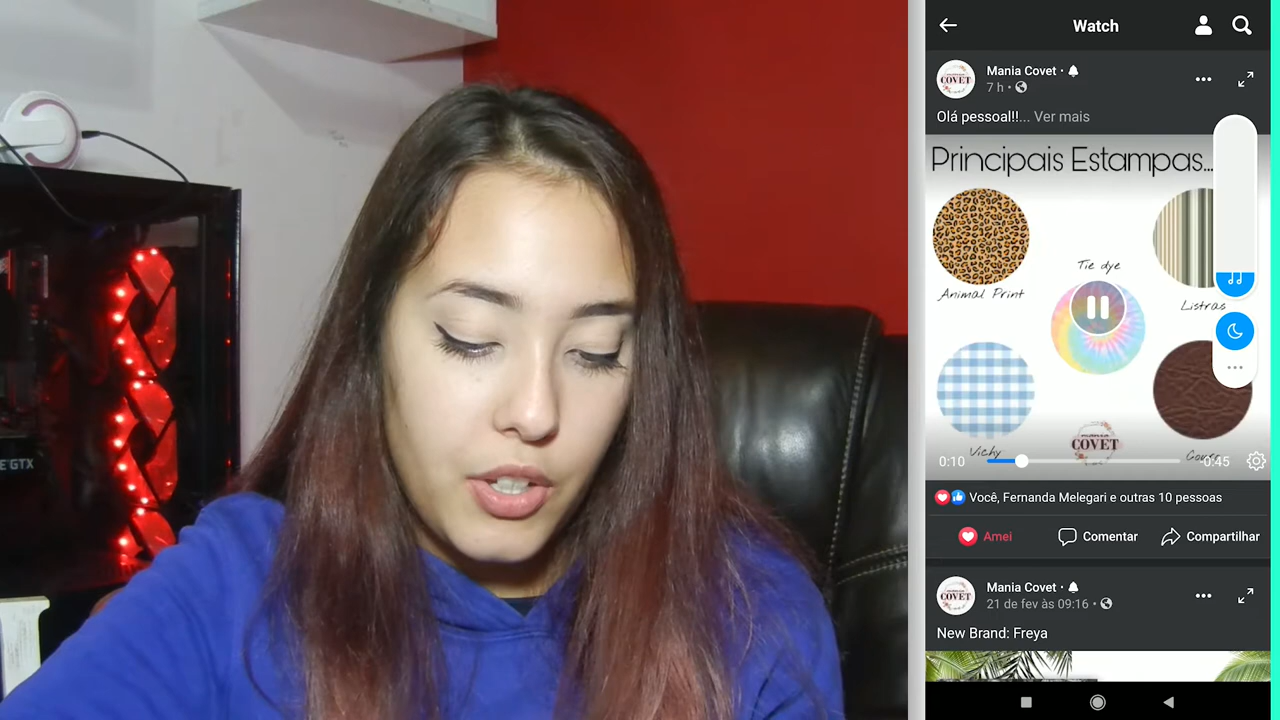 E GTX
Watch
Mania Covet
7 h
Olá pessoal!!... Ver mais
Principais Estampas...
Animal Print
Tie dye
Listras
Vichy
COVET
0:10
0:45
Você, Fernanda Melegari e outras 10 pessoas
Amei
Comentar
Compartilhar
Mania Covet
COVET
21 de fev às 09:16
New Brand: Freya